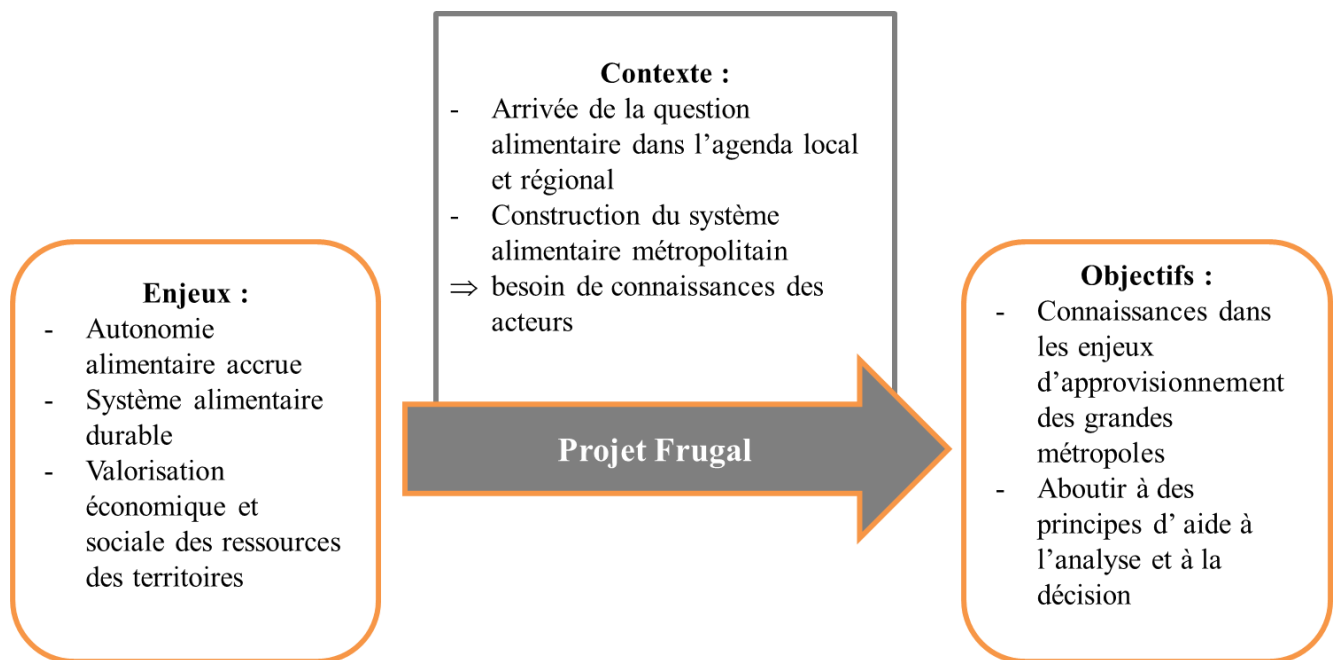 Contexte :
- Arrivée de la question
alimentaire dans l’agenda local
et régional
- Construction du système
alimentaire métropolitain
⇒ besoin de connaissances des
acteurs
Enjeux :
- Autonomie
alimentaire accrue
- Système alimentaire
durable
- Valorisation
économique et
sociale des ressources
des territoires
Projet Frugal
Objectifs :
- Connaissances dans
les enjeux
d’approvisionnement
des grandes
métropoles
- Aboutir à des
principes d’ aide à
l’analyse et à la
décision